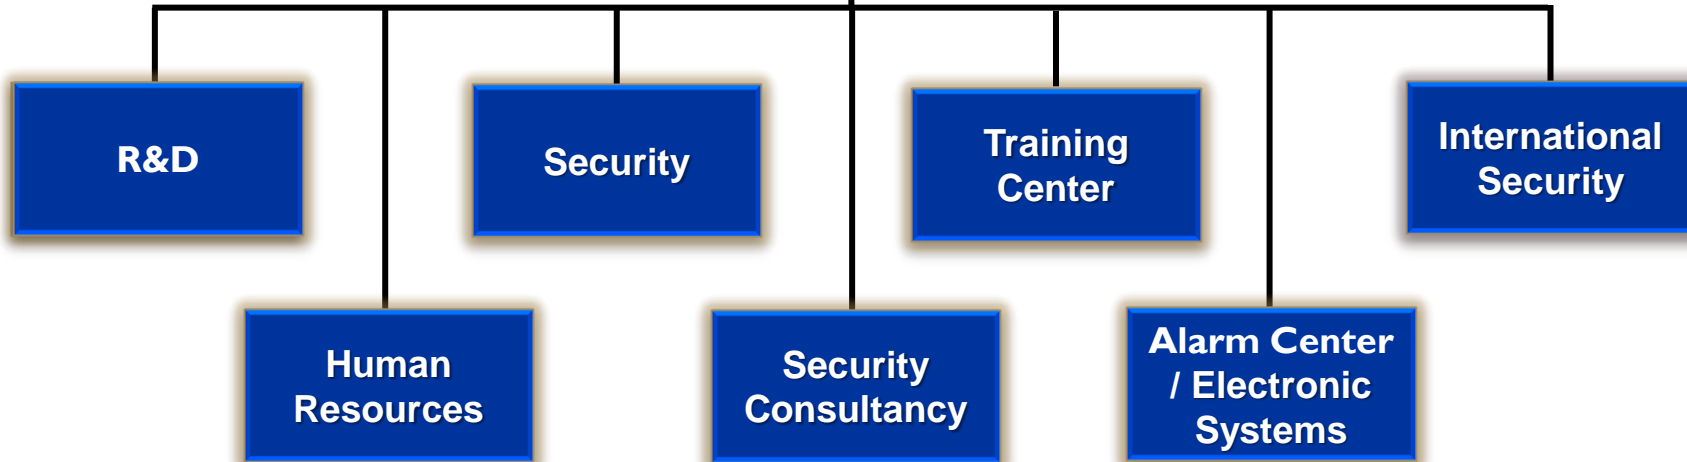 R&D
Security
Training
Center
International
Security
Human
Resources
Security
Consultancy
Alarm Center
/ Electronic
Systems